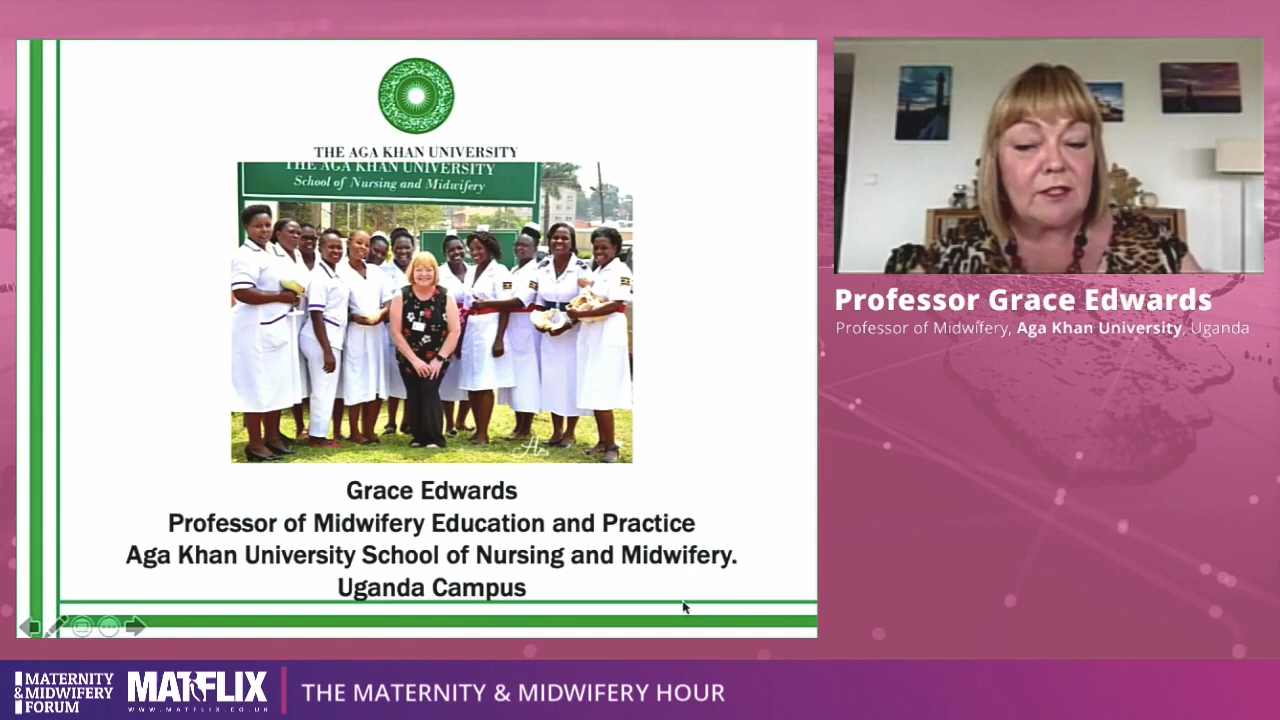 THE AGA KHAN UNIVERSITY
THE AGA KHAN UNIVERSITY
School of Nursing and Midwifery
Grace Edwards
Professor of Midwifery Education and Practice
Aga Khan University School of Nursing and Midwifery.
Uganda Campus
Professor Grace Edwards
Professor of Midwifery, Aga Khan University, Uganda
MATERNITY
& MIDWIFERY
FORUM
MATFLIX
WWW.MATFLIX.CO.UK
THE MATERNITY & MIDWIFERY HOUR